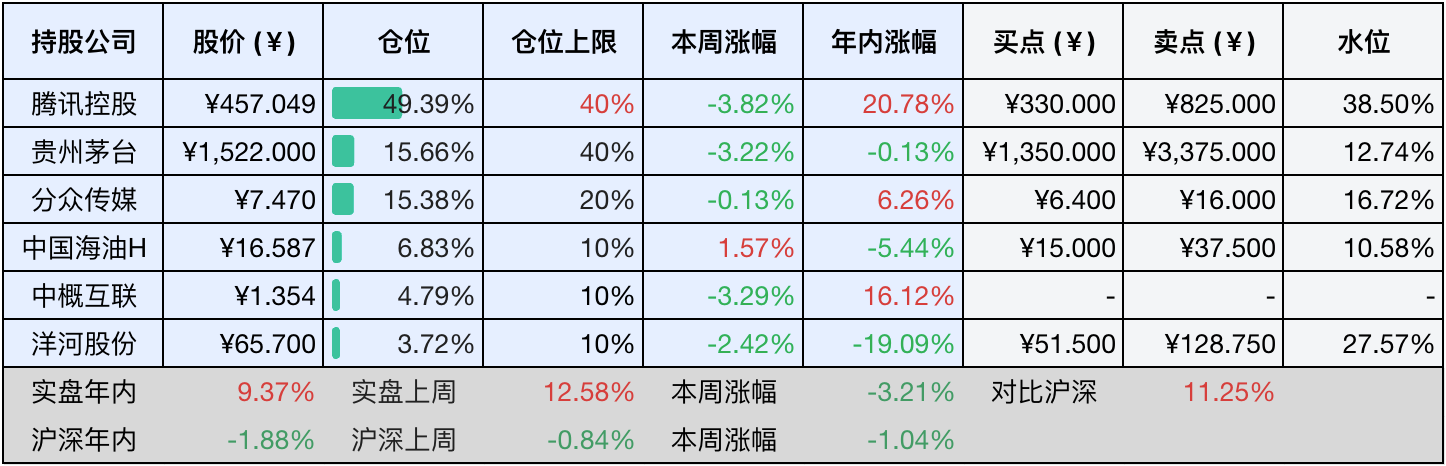 持股公司 股价 (¥) 仓位 仓位上限 本周涨幅 年内涨幅 买点 (¥) 卖点 (¥) 水位
腾讯控股 ¥457.049 49.39% 40% -3.82% 20.78% ¥330.000 ¥825.000 38.50%
贵州茅台 ¥1,522.000 15.66% 40% -3.22% -0.13% ¥1,350.000 ¥3,375.000 12.74%
分众传媒 ¥7.470 15.38% 20% -0.13% 6.26% ¥6.400 ¥16.000 16.72%
中国海油H ¥16.587 6.83% 10% 1.57% -5.44% ¥15.000 ¥37.500 10.58%
中概互联 ¥1.354 4.79% 10% -3.29% 16.12% - - -
洋河股份 ¥65.700 3.72% 10% -2.42% -19.09% ¥51.500 ¥128.750 27.57%
实盘年内 9.37% 实盘上周 12.58% 本周涨幅 -3.21% 对比沪深 11.25%
沪深年内 -1.88% 沪深上周 -0.84% 本周涨幅 -1.04%